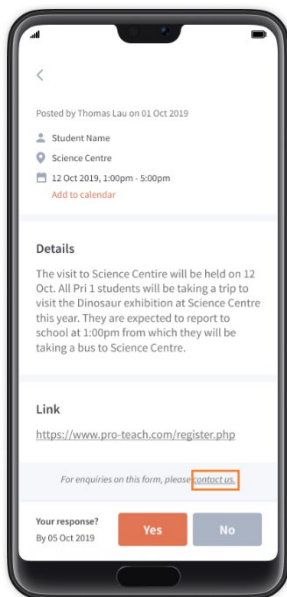 Posted by Thomas Lau on 01 Oct 2019
Student Name
Science Centre
12 Oct 2019, 1:00pm - 5:00pm
Add to calendar
Details
The visit to Science Centire will be held on 12
Oct. All Pri 1 students will be taking a trip to
visit the Dinosaur exhibition at Science Centre
this year. They are expected to report to
school at 1:00pm from which they will be
taking a bus to Science Centre.
Link
https://www.pro-teach.com/register.php
For enquiries on this form, please contact us.
Your response?
By 05 Oct 2019
Yes
No